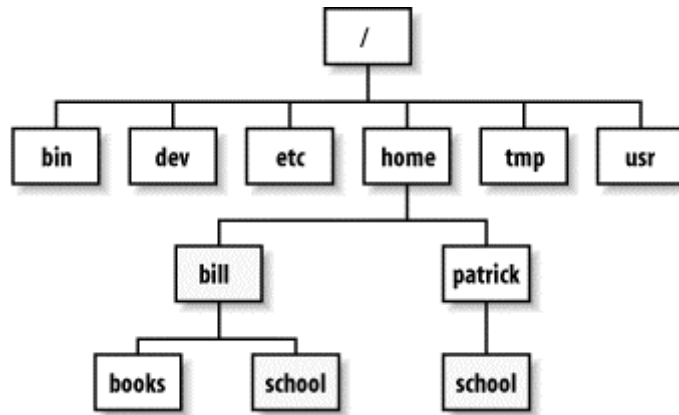 /
bin dev etc home tmp usr
bill patrick
books school school